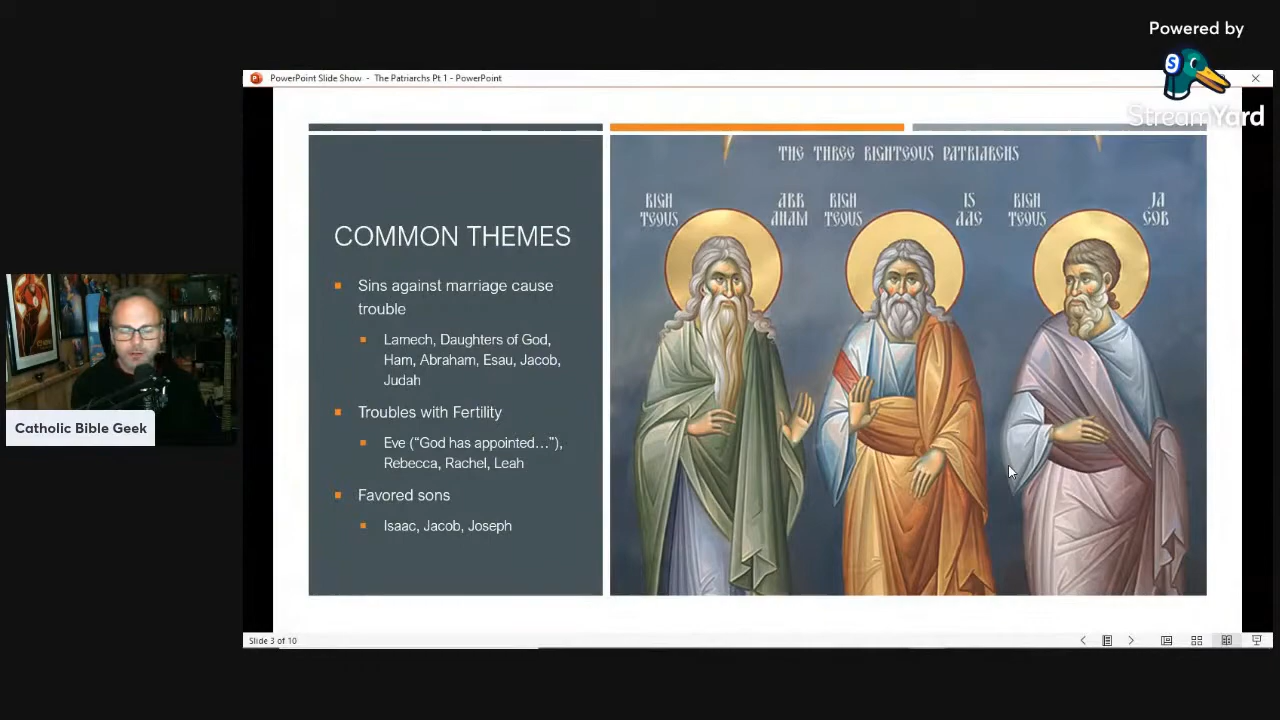 Powered by
StreamYard
PowerPoint Slide Show - The Patriarchs Pt 1 - PowerPoint
COMMON THEMES
Sins against marriage cause
trouble
Lamech, Daughters of God,
Ham, Abraham, Esau, Jacob,
Judah
Troubles with Fertility
Eve (“God has appointed…”),
Rebecca, Rachel, Leah
Favored sons
Isaac, Jacob, Joseph
THE THREE RIGHTEOUS PATRIARCHS
RIGH
TEOUS
ABR
AHAM
RIGH
TEOUS
IS
AAC
RIGH
TEOUS
JA
COB
Catholic Bible Geek
Slide 3 of 10